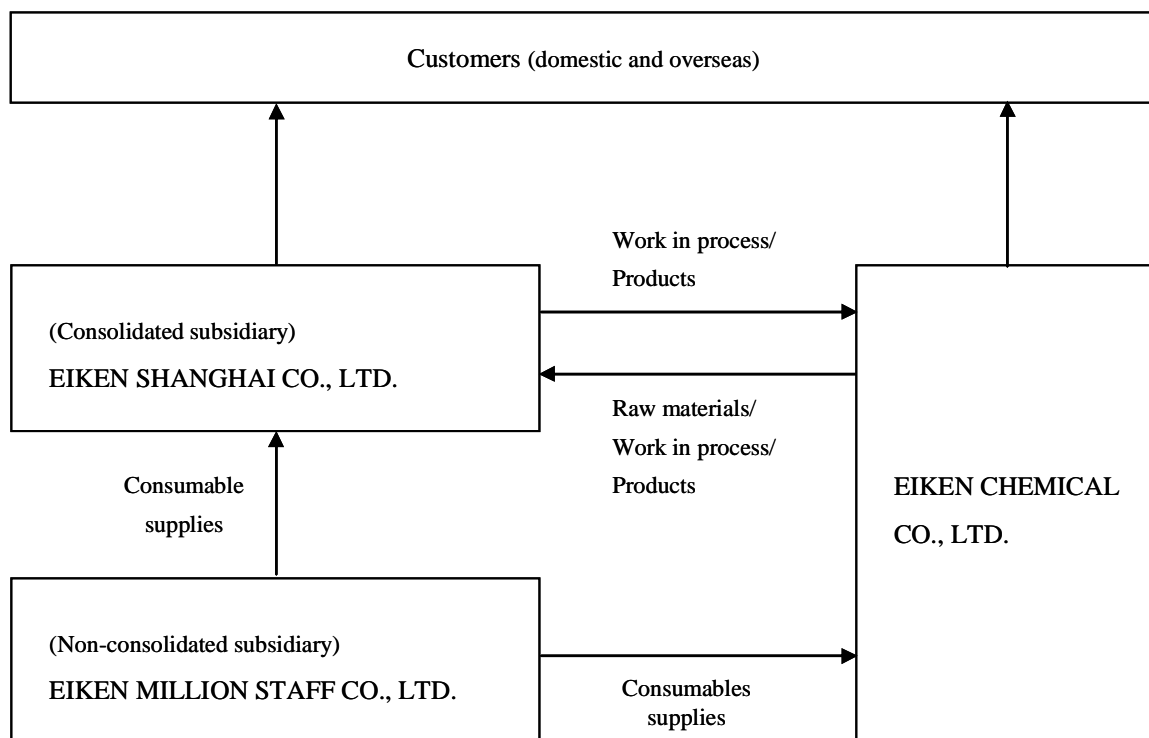 Customers (domestic and overseas)
Work in process/
Products
(Consolidated subsidiary)
EIKEN SHANGHAI CO., LTD.
Raw materials/
Work in process/
Products
Consumable
supplies
EIKEN CHEMICAL
CO., LTD.
(Non-consolidated subsidiary)
EIKEN MILLION STAFF CO., LTD.
Consumables
supplies